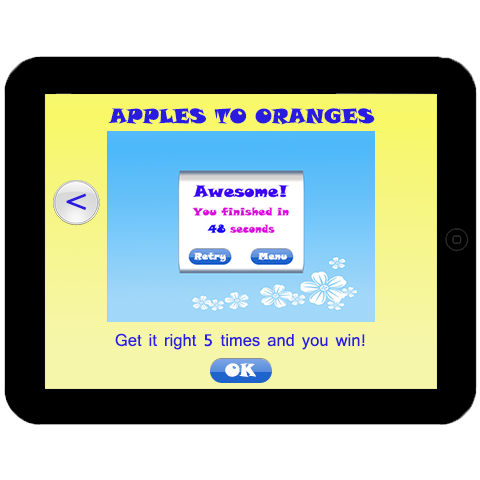 APPLES TO ORANGES
<
Awesome!
You finished in
48 seconds
Retry Menu
Get it right 5 times and you win!
OK